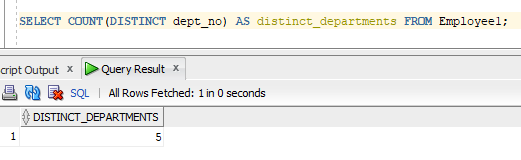 SELECT COUNT(DISTINCT dept_no) AS distinct_departments FROM Employee1;
cript Output x Query Result x
SQL | All Rows Fetched: 1 in 0 seconds
DISTINCT_DEPARTMENTS
1 5